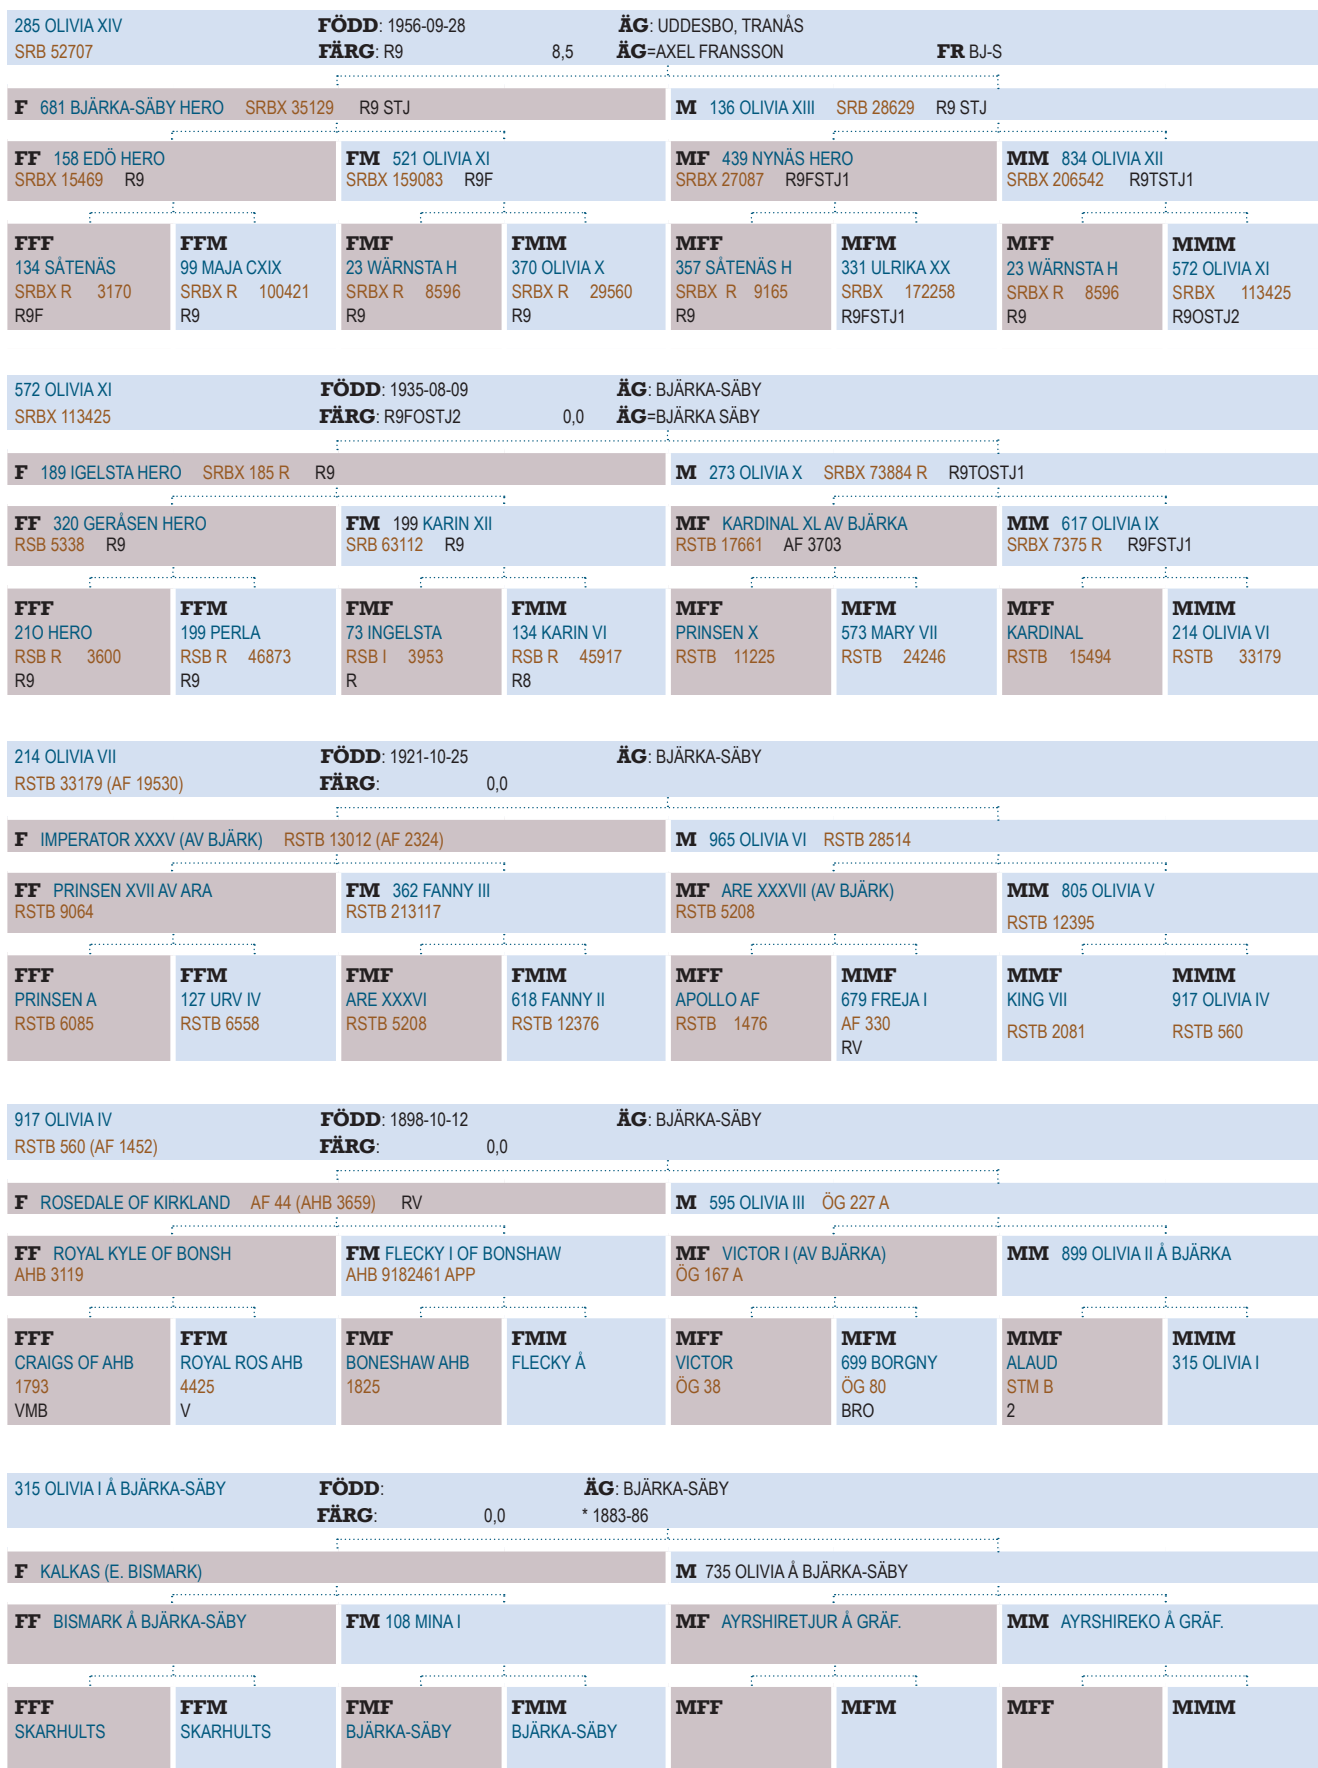 285 OLIVIA XIV FÖDD: 1956-09-28 ÄG: UDDESBO, TRANÅS
SRB 52707 FÄRG: R9 8,5 ÄG=AXEL FRANSSON FR BJ-S
F 681 BJÄRKA-SÄBY HERO SRBX 35129 R9 STJ M 136 OLIVIA XIII SRB 28629 R9 STJ
FF 158 EDÖ HERO FM 521 OLIVIA XI MF 439 NYNÄS HERO MM 834 OLIVIA XII
SRBX 15469 R9 SRBX 159083 R9F SRBX 27087 R9FSTJ1 SRBX 206542 R9TSTJ1
FFF FFM FMF FMM MFF MFM MFF MMM
134 SÅTENÄS 99 MAJA CXIX 23 WÄRNSTA H 370 OLIVIA X 357 SÅTENÄS H 331 ULRIKA XX 23 WÄRNSTA H 572 OLIVIA XI
SRBX R 3170 SRBX R 100421 SRBX R 8596 SRBX R 29560 SRBX R 9165 SRBX 172258 SRBX R 8596 SRBX 113425
R9F R9 R9 R9 R9 R9FSTJ1 R9 R9OSTJ2
572 OLIVIA XI FÖDD: 1935-08-09 ÄG: BJÄRKA-SÄBY
SRBX 113425 FÄRG: R9FOSTJ2 0,0 ÄG=BJÄRKA SÄBY
F 189 IGELSTA HERO SRBX 185 R R9 M 273 OLIVIA X SRBX 73884 R R9TOSTJ1
FF 320 GERÅSEN HERO FM 199 KARIN XII MF KARDINAL XL AV BJÄRKA MM 617 OLIVIA IX
RSB 5338 R9 SRB 63112 R9 RSTB 17661 AF 3703 SRBX 7375 R R9FSTJ1
FFF FFM FMF FMM MFF MFM MFF MMM
21O HERO 199 PERLA 73 INGELSTA 134 KARIN VI PRINSEN X 573 MARY VII KARDINAL 214 OLIVIA VI
RSB R 3600 RSB R 46873 RSB I 3953 RSB R 45917 RSTB 11225 RSTB 24246 RSTB 15494 RSTB 33179
R9 R9 R R8
214 OLIVIA VII FÖDD: 1921-10-25 ÄG: BJÄRKA-SÄBY
RSTB 33179 (AF 19530) FÄRG: 0,0
F IMPERATOR XXXV (AV BJÄRK) RSTB 13012 (AF 2324) M 965 OLIVIA VI RSTB 28514
FF PRINSEN XVII AV ARA FM 362 FANNY III MF ARE XXXVII (AV BJÄRK) MM 805 OLIVIA V
RSTB 9064 RSTB 213117 RSTB 5208 RSTB 12395
FFF FFM FMF FMM MFF MMF MMF MMM
PRINSEN A 127 URV IV ARE XXXVI 618 FANNY II APOLLO AF 679 FREJA I KING VII 917 OLIVIA IV
RSTB 6085 RSTB 6558 RSTB 5208 RSTB 12376 RSTB 1476 AF 330 RSTB 2081 RSTB 560
RV
917 OLIVIA IV FÖDD: 1898-10-12 ÄG: BJÄRKA-SÄBY
RSTB 560 (AF 1452) FÄRG: 0,0
F ROSEDALE OF KIRKLAND AF 44 (AHB 3659) RV M 595 OLIVIA III ÖG 227 A
FF ROYAL KYLE OF BONSH FM FLECKY I OF BONSHAW MF VICTOR I (AV BJÄRKA) MM 899 OLIVIA II Å BJÄRKA
AHB 3119 AHB 9182461 APP ÖG 167 A
FFF FFM FMF FMM MFF MFM MMF MMM
CRAIGS OF AHB ROYAL ROS AHB BONESHAW AHB FLECKY Å VICTOR 699 BORGNY ALAUD 315 OLIVIA I
1793 4425 1825 ÖG 38 ÖG 80 STM B
VMB V BRO 2
315 OLIVIA I Å BJÄRKA-SÄBY FÖDD: ÄG: BJÄRKA-SÄBY
FÄRG: 0,0 * 1883-86
F KALKAS (E. BISMARK) M 735 OLIVIA Å BJÄRKA-SÄBY
FF BISMARK Å BJÄRKA-SÄBY FM 108 MINA I MF AYRSHIRETJUR Å GRÄF. MM AYRSHIREKO Å GRÄF.
FFF FFM FMF FMM MFF MFM MFF MMM
SKARHULTS SKARHULTS BJÄRKA-SÄBY BJÄRKA-SÄBY